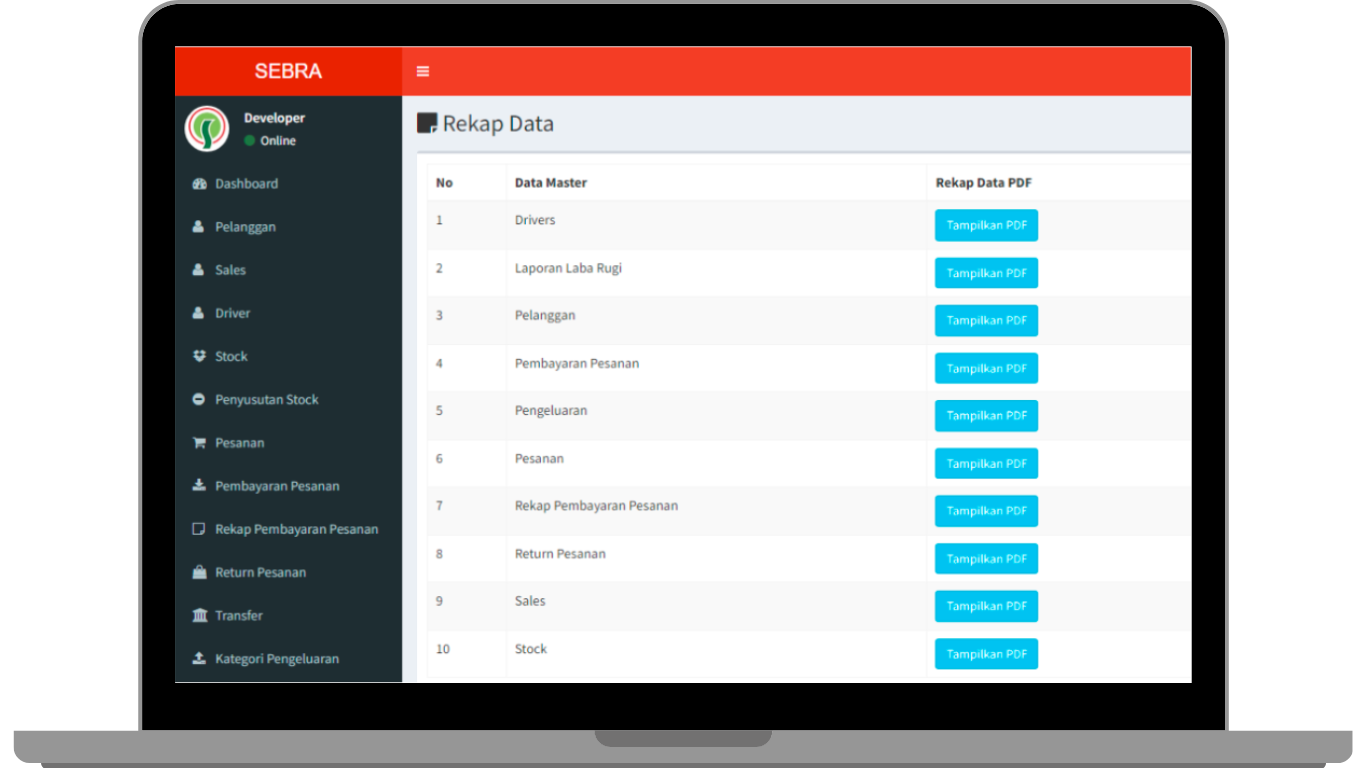 SEBRA
Developer
Online
Dashboard
Pelanggan
Sales
Driver
Stock
Penyusutan Stock
Pesanan
Pembayaran Pesanan
Rekap Pembayaran Pesanan
Return Pesanan
Transfer
Kategori Pengeluaran
Rekap Data
No Data Master Rekap Data PDF
1 Drivers Tampilkan PDF
2 Laporan Laba Rugi Tampilkan PDF
3 Pelanggan Tampilkan PDF
4 Pembayaran Pesanan Tampilkan PDF
5 Pengeluaran Tampilkan PDF
6 Pesanan Tampilkan PDF
7 Rekap Pembayaran Pesanan Tampilkan PDF
8 Return Pesanan Tampilkan PDF
9 Sales Tampilkan PDF
10 Stock Tampilkan PDF